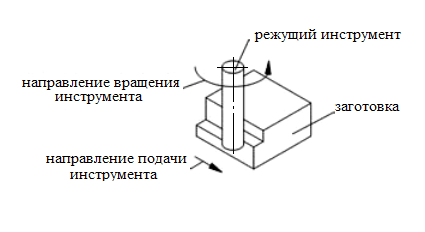 режущий инструмент
направление вращения
инструмента
заготовка
направление подачи
инструмента